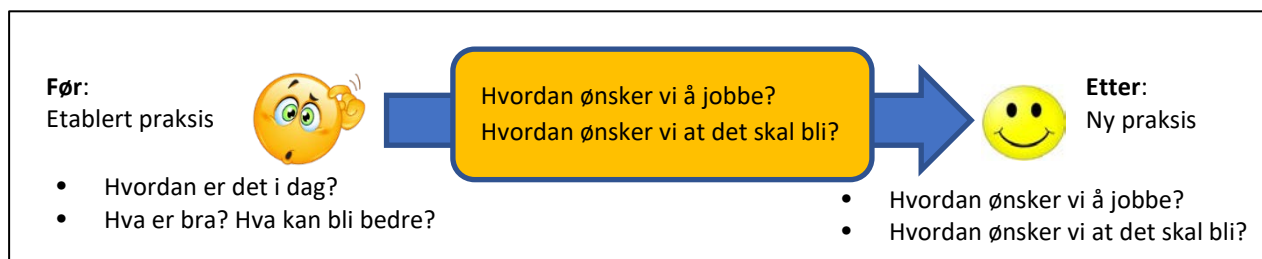 Før:
Etablert praksis
• Hvordan er det i dag?
• Hva er bra? Hva kan bli bedre?
Hvordan ønsker vi å jobbe?
Hvordan ønsker vi at det skal bli?
Etter:
Ny praksis
• Hvordan ønsker vi å jobbe?
• Hvordan ønsker vi at det skal bli?